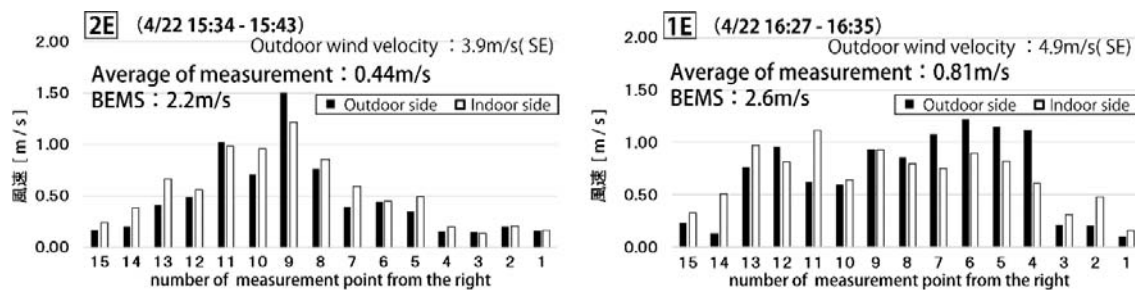 2E (4/22 15:34 - 15:43)
Outdoor wind velocity : 3.9m/s( SE)
Average of measurement : 0.44m/s
BEMS : 2.2m/s
■ Outdoor side □ Indoor side
風速 [ m / s ]
2.00
1.50
1.00
0.50
0.00
15 14 13 12 11 10 9 8 7 6 5 4 3 2 1
number of measurement point from the right
1E (4/22 16:27 - 16:35)
Outdoor wind velocity : 4.9m/s( SE)
Average of measurement : 0.81m/s
BEMS : 2.6m/s
■ Outdoor side □ Indoor side
風速 [ m / s ]
2.00
1.50
1.00
0.50
0.00
15 14 13 12 11 10 9 8 7 6 5 4 3 2 1
number of measurement point from the right